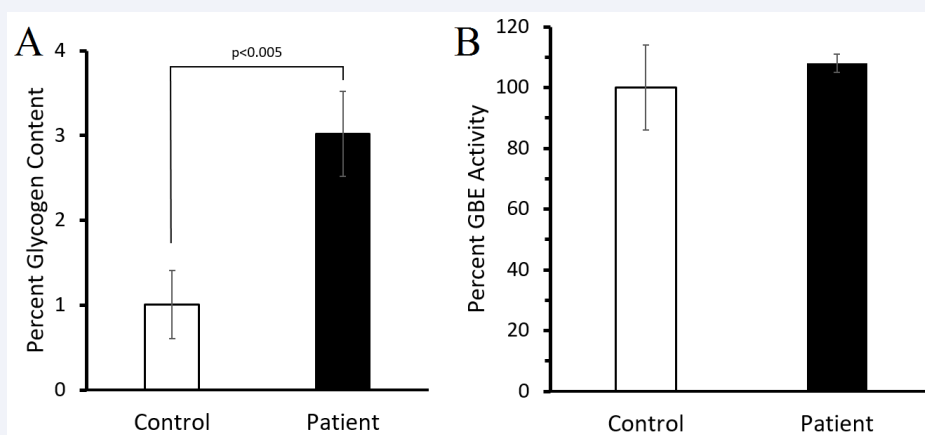 A
Percent Glycogen Content
4
3
2
1
0
p<0.005
Control Patient
B
Percent GBE Activity
120
100
80
60
40
20
0
Control Patient